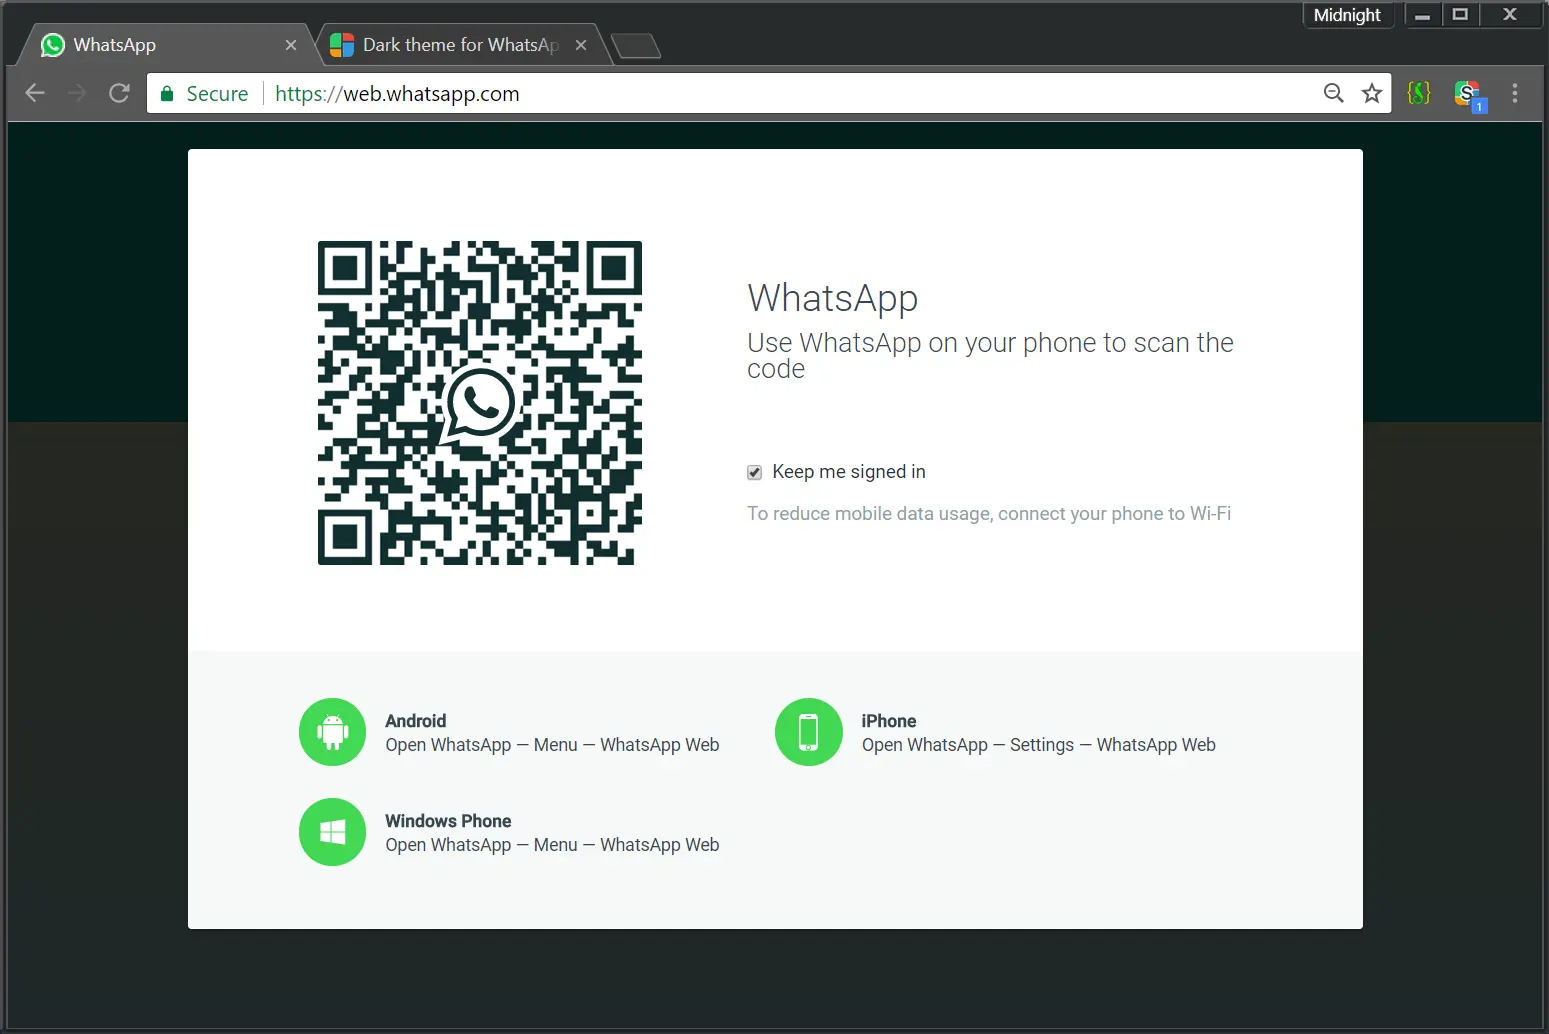 Midnight
WhatsApp
Dark theme for WhatsAp
Secure
https://web.whatsapp.com
S
1
WhatsApp
Use WhatsApp on your phone to scan the
code
Keep me signed in
To reduce mobile data usage, connect your phone to Wi-Fi
Android
Open WhatsApp — Menu — WhatsApp Web
iPhone
Open WhatsApp — Settings — WhatsApp Web
Windows Phone
Open WhatsApp — Menu — WhatsApp Web